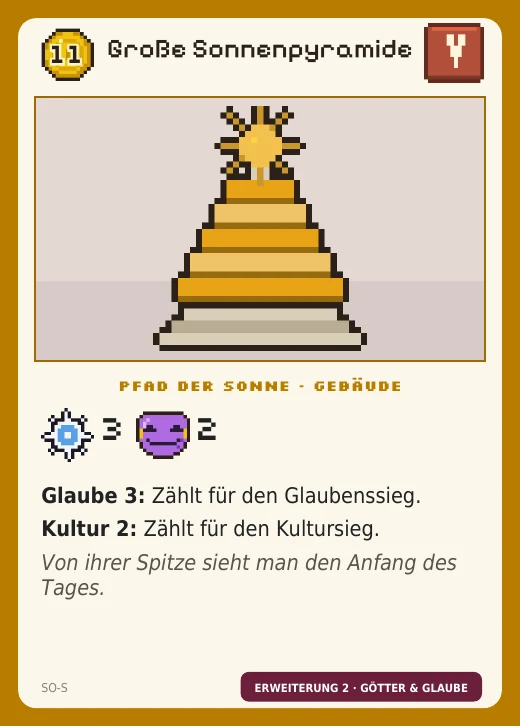 11 Große Sonnenpyramide
PFAD DER SONNE · GEBÄUDE
3 2
Glaube 3: Zählt für den Glaubenssieg.
Kultur 2: Zählt für den Kultursieg.
Von ihrer Spitze sieht man den Anfang des
Tages.
SO-S ERWEITERUNG 2 · GÖTTER & GLAUBE